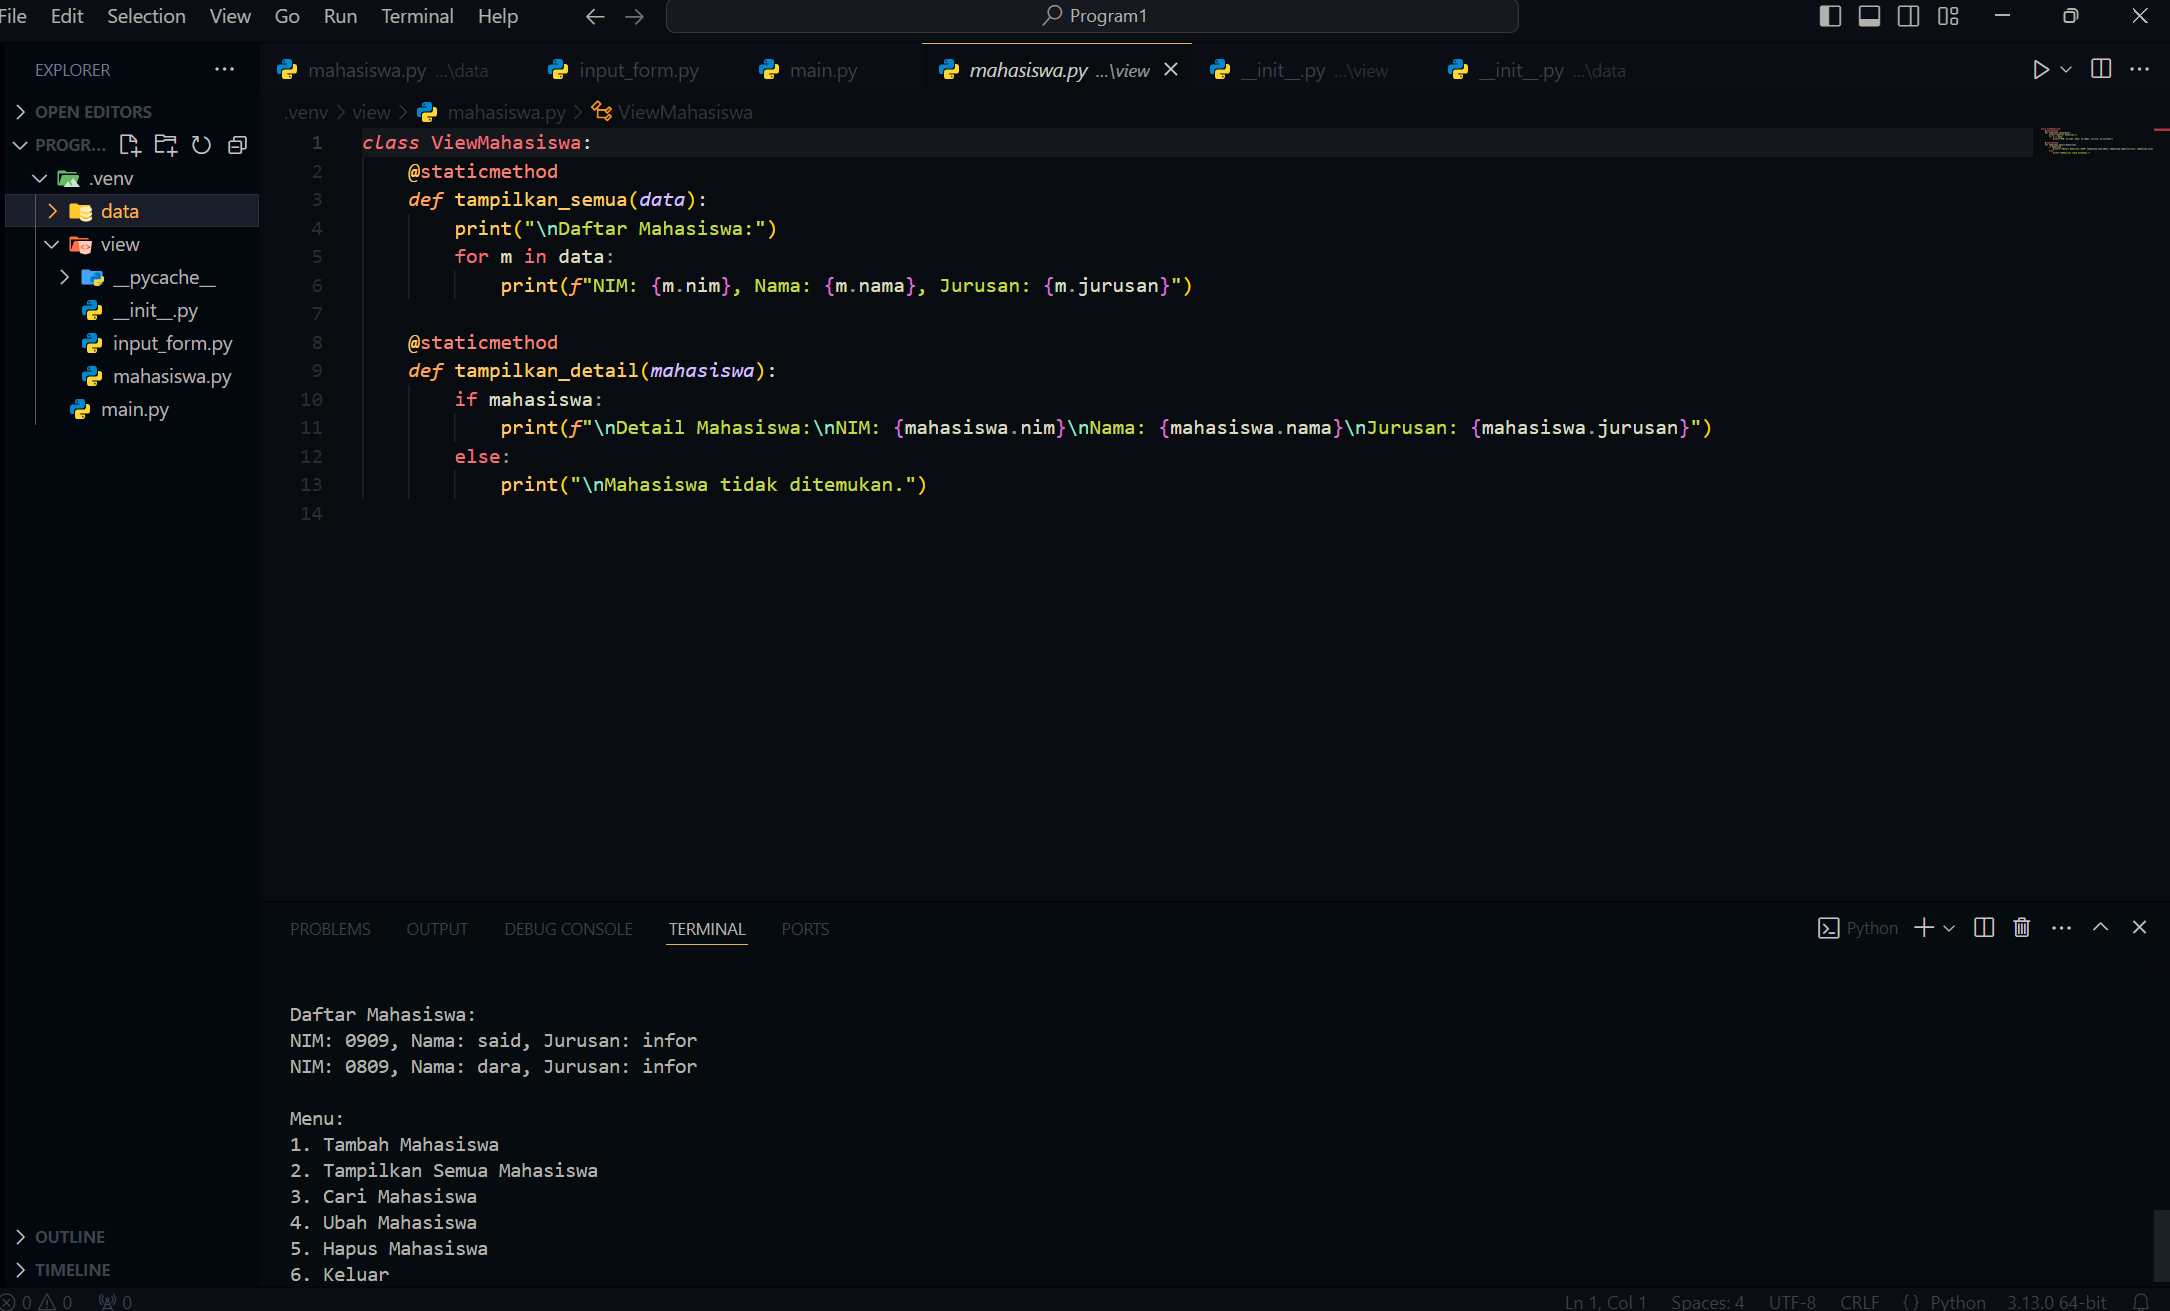 File Edit Selection View Go Run Terminal Help
Program1
EXPLORER
OPEN EDITORS
PROGR...
.venv
data
view
__pycache__
__init__.py
input_form.py
mahasiswa.py
main.py
OUTLINE
TIMELINE
mahasiswa.py ...\data input_form.py main.py mahasiswa.py ...\view __init__.py ...\view __init__.py ...\data
.venv > view > mahasiswa.py > ViewMahasiswa
1 class ViewMahasiswa:
2 @staticmethod
3 def tampilkan_semua(data):
4 print("\nDaftar Mahasiswa:")
5 for m in data:
6 print(f"NIM: {m.nim}, Nama: {m.nama}, Jurusan: {m.jurusan}")
7
8 @staticmethod
9 def tampilkan_detail(mahasiswa):
10 if mahasiswa:
11 print(f"\nDetail Mahasiswa:\nNIM: {mahasiswa.nim}\nNama: {mahasiswa.nama}\nJurusan: {mahasiswa.jurusan}")
12 else:
13 print("\nMahasiswa tidak ditemukan.")
14
PROBLEMS OUTPUT DEBUG CONSOLE TERMINAL PORTS
Python
Daftar Mahasiswa:
NIM: 0909, Nama: said, Jurusan: infor
NIM: 0809, Nama: dara, Jurusan: infor
Menu:
1. Tambah Mahasiswa
2. Tampilkan Semua Mahasiswa
3. Cari Mahasiswa
4. Ubah Mahasiswa
5. Hapus Mahasiswa
6. Keluar
0 0 0
Ln 1, Col 1 Spaces: 4 UTF-8 CRLF {} Python 3.13.0 64-bit